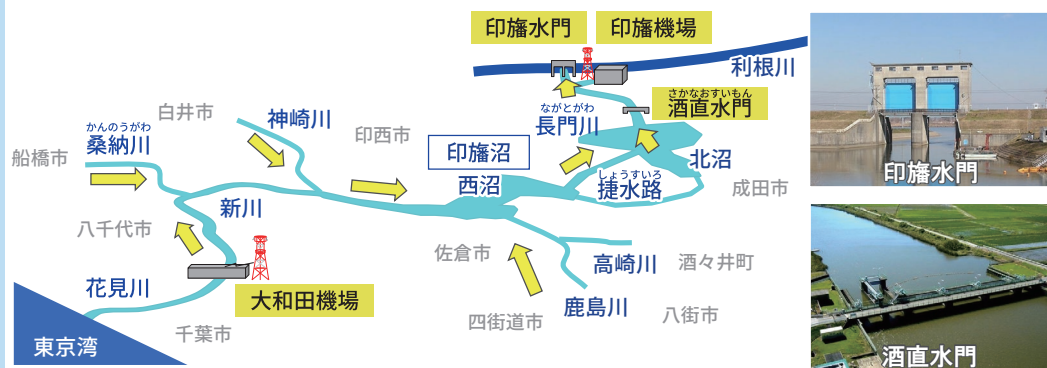 印旛水門
印旛機場
利根川
さかなおすいもん
酒直水門
ながとがわ
長門川
白井市
神崎川
印西市
かんのうがわ
桑納川
船橋市
印旛沼
北沼
西沼
しょうすいろ
捷水路
成田市
新川
八千代市
佐倉市
高崎川
酒々井町
花見川
大和田機場
鹿島川
四街道市
八街市
千葉市
東京湾
印旛水門
酒直水門